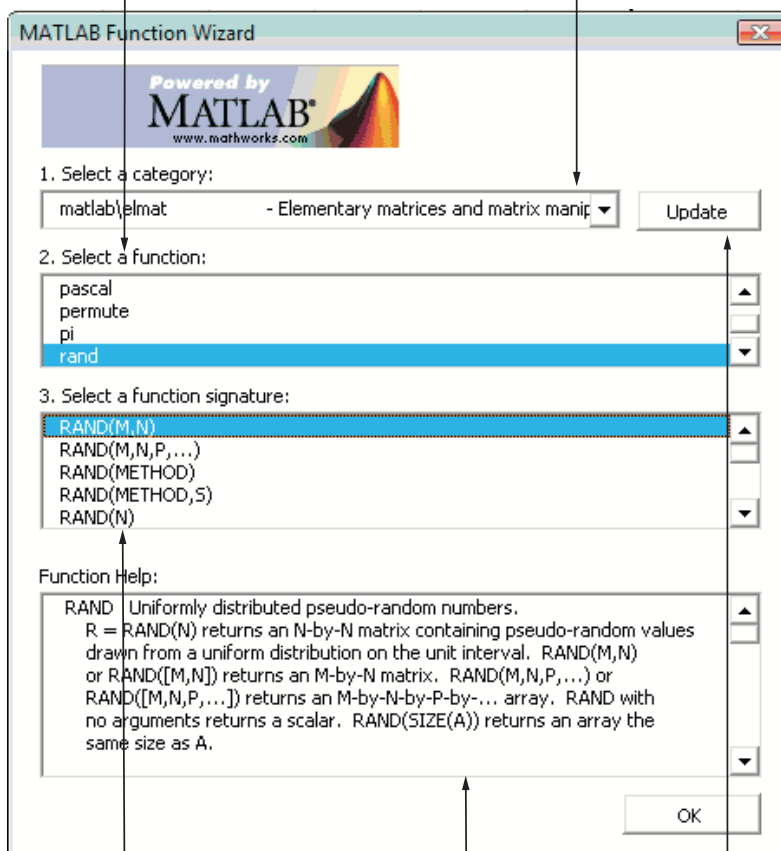 MATLAB Function Wizard
Powered by
MATLAB®
www.mathworks.com
1. Select a category:
matlab\elmat - Elementary matrices and matrix manip
Update
2. Select a function:
pascal
permute
pi
rand
3. Select a function signature:
RAND(M,N)
RAND(M,N,P,...)
RAND(METHOD)
RAND(METHOD,S)
RAND(N)
Function Help:
RAND Uniformly distributed pseudo-random numbers.
R = RAND(N) returns an N-by-N matrix containing pseudo-random values
drawn from a uniform distribution on the unit interval. RAND(M,N)
or RAND([M,N]) returns an M-by-N matrix. RAND(M,N,P,...) or
RAND([M,N,P,...]) returns an M-by-N-by-P-by-... array. RAND with
no arguments returns a scalar. RAND(SIZE(A)) returns an array the
same size as A.
OK